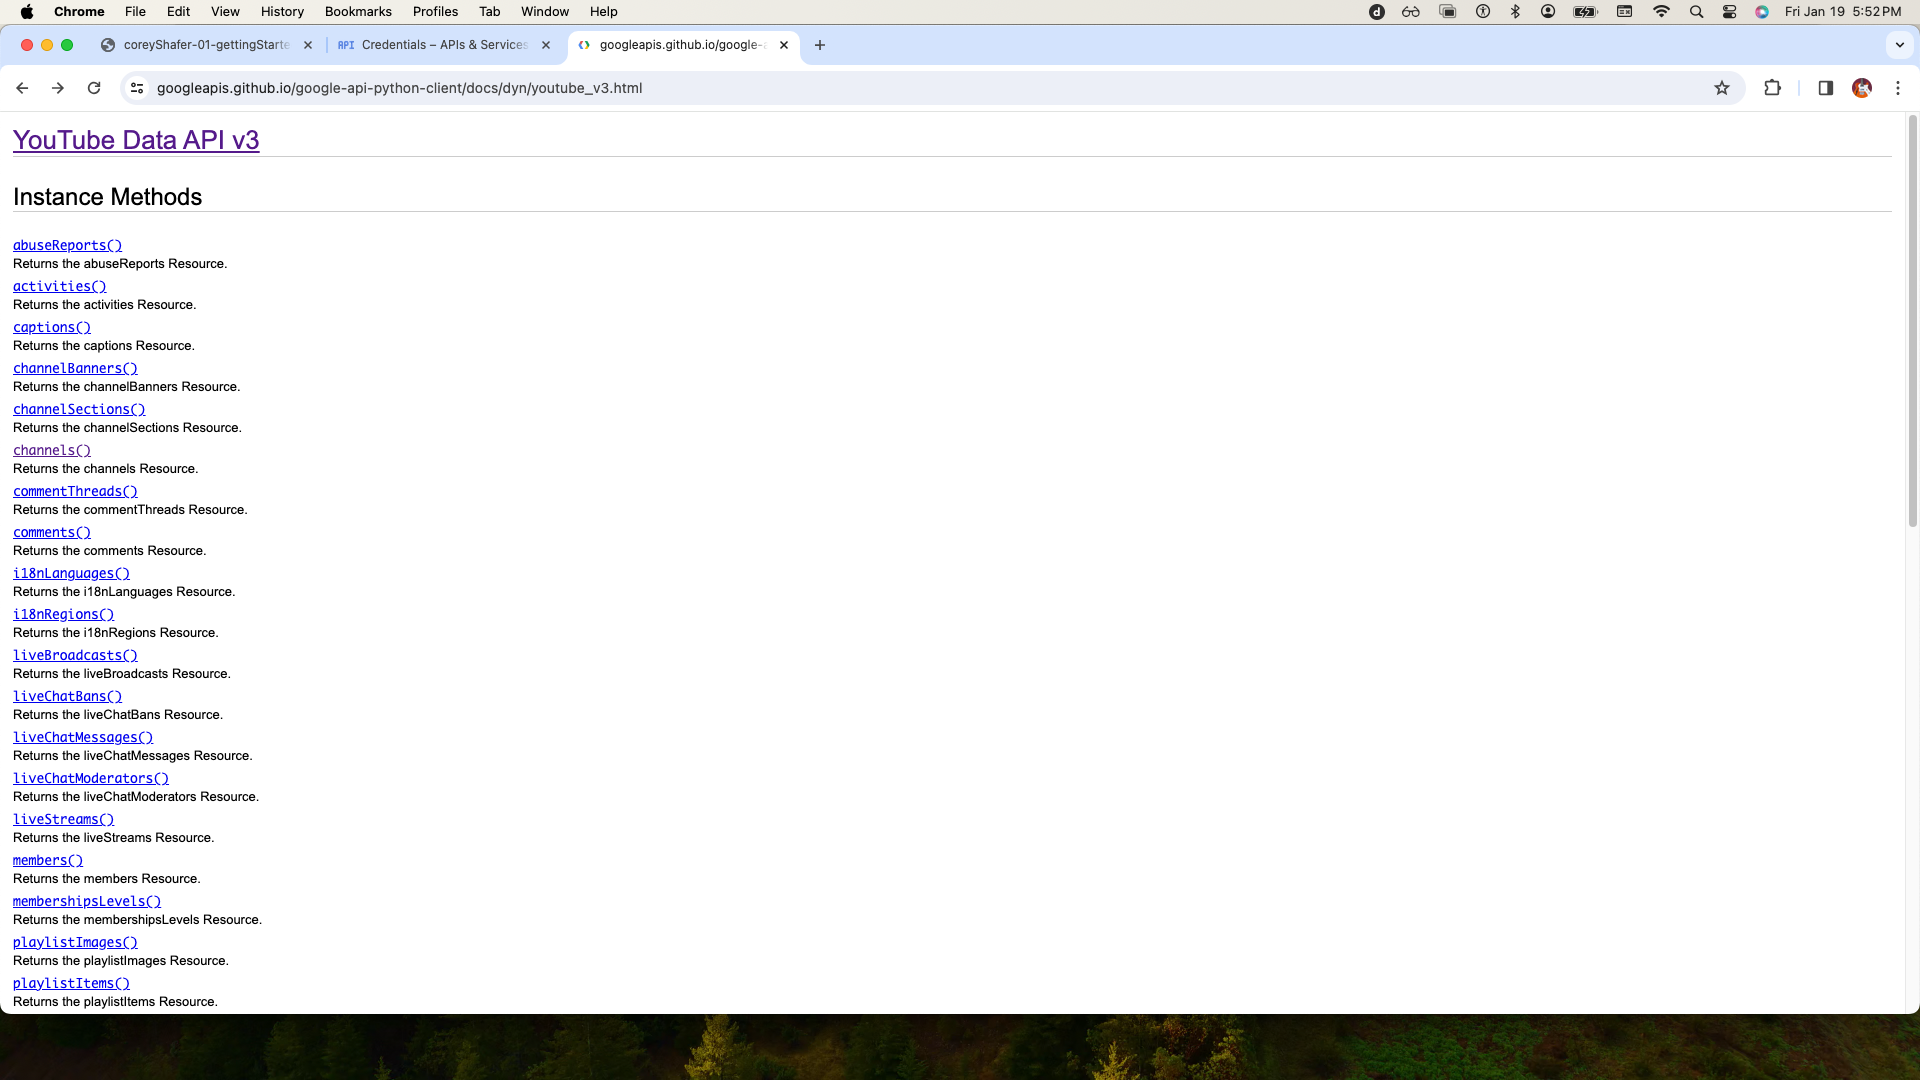 Chrome File Edit View History Bookmarks Profiles Tab Window Help Fri Jan 19 5:52 PM
coreyShafer-01-gettingStarte API Credentials – APIs & Services googleapis.github.io/google-a
googleapis.github.io/google-api-python-client/docs/dyn/youtube_v3.html
YouTube Data API v3
Instance Methods
abuseReports()
Returns the abuseReports Resource.
activities()
Returns the activities Resource.
captions()
Returns the captions Resource.
channelBanners()
Returns the channelBanners Resource.
channelSections()
Returns the channelSections Resource.
channels()
Returns the channels Resource.
commentThreads()
Returns the commentThreads Resource.
comments()
Returns the comments Resource.
i18nLanguages()
Returns the i18nLanguages Resource.
i18nRegions()
Returns the i18nRegions Resource.
liveBroadcasts()
Returns the liveBroadcasts Resource.
liveChatBans()
Returns the liveChatBans Resource.
liveChatMessages()
Returns the liveChatMessages Resource.
liveChatModerators()
Returns the liveChatModerators Resource.
liveStreams()
Returns the liveStreams Resource.
members()
Returns the members Resource.
membershipsLevels()
Returns the membershipsLevels Resource.
playlistImages()
Returns the playlistImages Resource.
playlistItems()
Returns the playlistItems Resource.